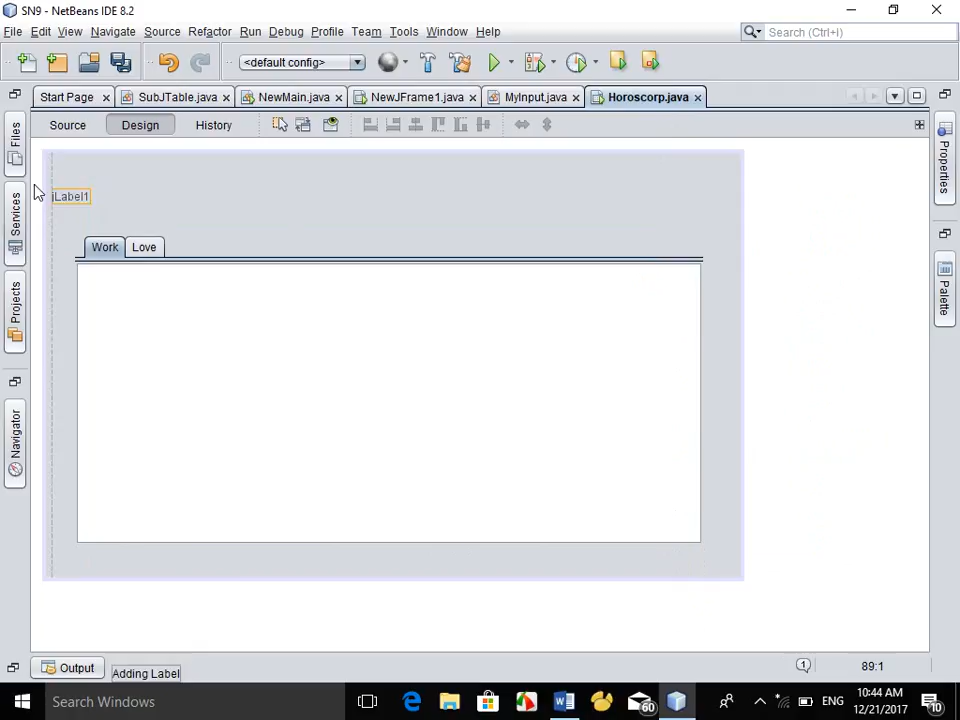 SN9 - NetBeans IDE 8.2
File Edit View Navigate Source Refactor Run Debug Profile Team Tools Window Help
Search (Ctrl+I)
<default config>
Start Page SubJTable.java NewMain.java NewJFrame1.java MyInput.java Horoscorp.java
Source Design History
Files
Services
Projects
Navigator
Properties
Palette
jLabel1
Work Love
Output
Adding Label
1
89:1
Search Windows
60
ENG
10:44 AM
12/21/2017
10